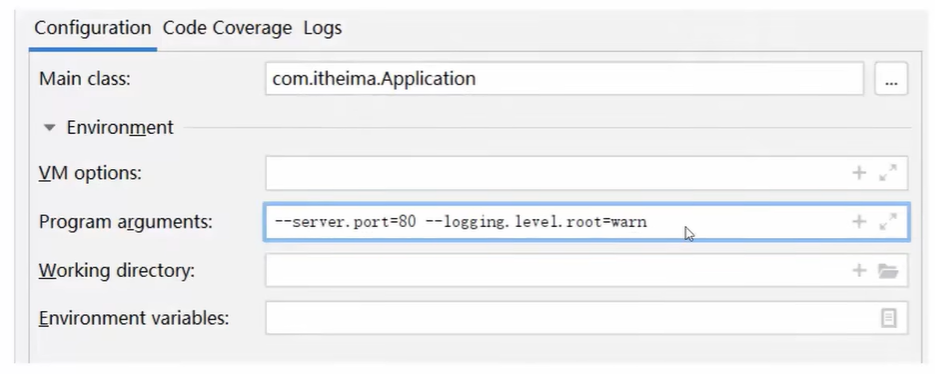 Configuration Code Coverage Logs
Main class: com.itheima.Application ...
Environment
VM options:
Program arguments: --server.port=80 --logging.level.root=warn
Working directory:
Environment variables: